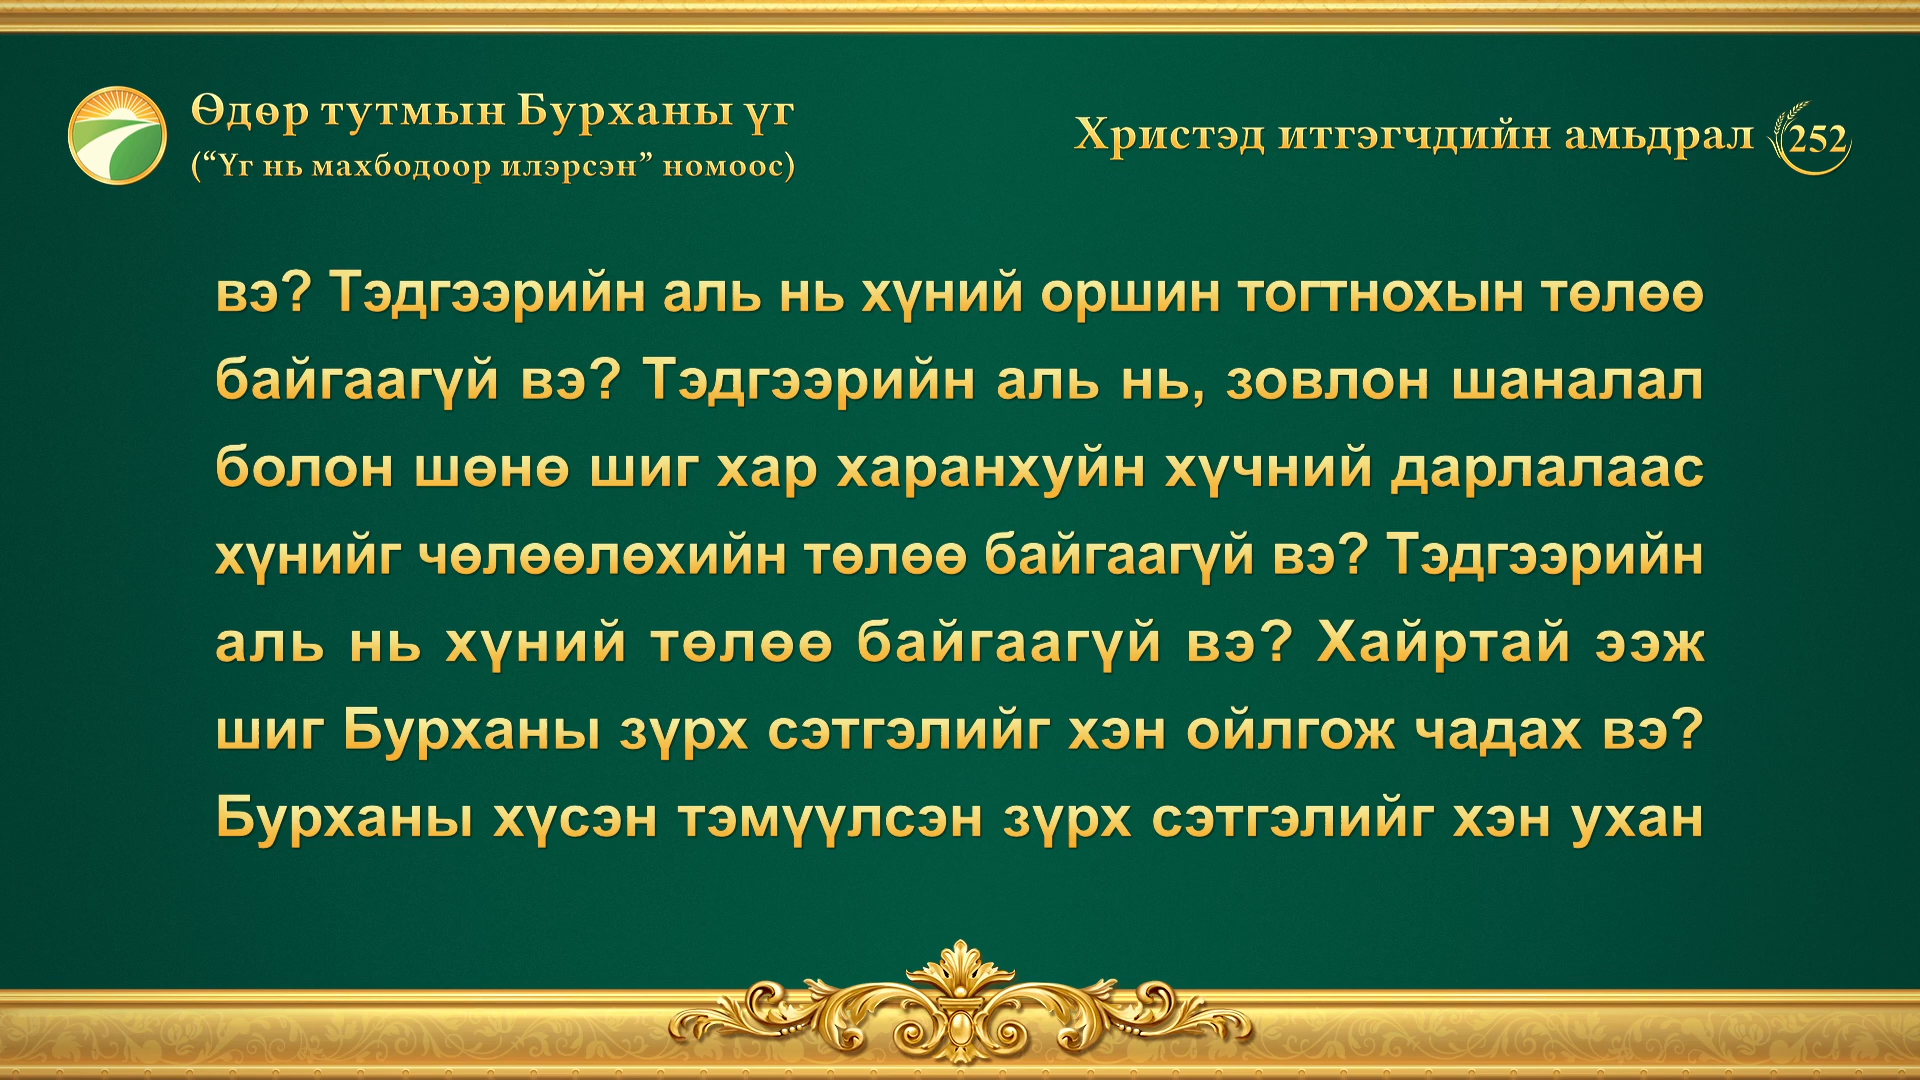 Өдөр тутмын Бурханы үг
(“Үг нь махбодоор илэрсэн” номоос)
Христэд итгэгчдийн амьдрал 252
вэ? Тэдгээрийн аль нь хүний оршин тогтнохын төлөө
байгаагүй вэ? Тэдгээрийн аль нь, зовлон шаналал
болон шөнө шиг хар харанхуйн хүчний дарлалаас
хүнийг чөлөөлөхийн төлөө байгаагүй вэ? Тэдгээрийн
аль нь хүний төлөө байгаагүй вэ? Хайртай ээж
шиг Бурханы зүрх сэтгэлийг хэн ойлгож чадах вэ?
Бурханы хүсэн тэмүүлсэн зүрх сэтгэлийг хэн ухан